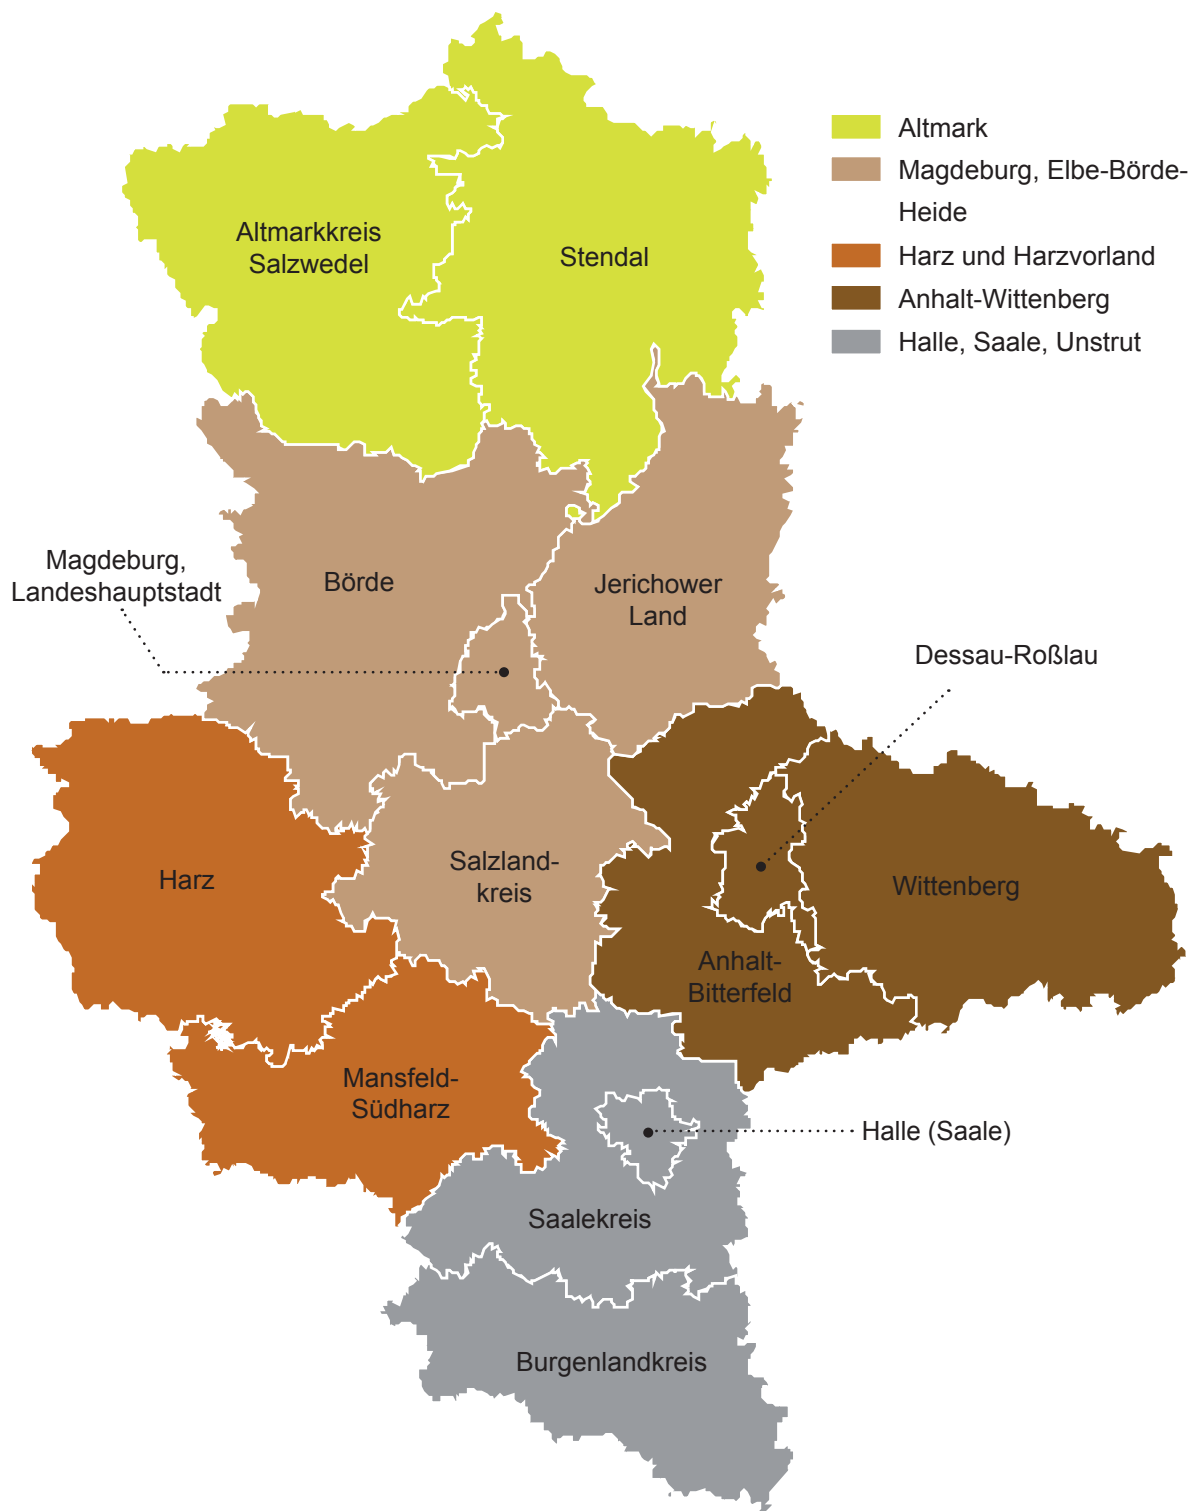 Altmark
Magdeburg, Elbe-Börde-
Heide
Harz und Harzvorland
Anhalt-Wittenberg
Halle, Saale, Unstrut
Altmarkkreis
Salzwedel
Stendal
Magdeburg,
Landeshauptstadt
Börde
Jerichower
Land
Dessau-Roßlau
Harz
Salzland-
kreis
Wittenberg
Anhalt-
Bitterfeld
Mansfeld-
Südharz
Halle (Saale)
Saalekreis
Burgenlandkreis